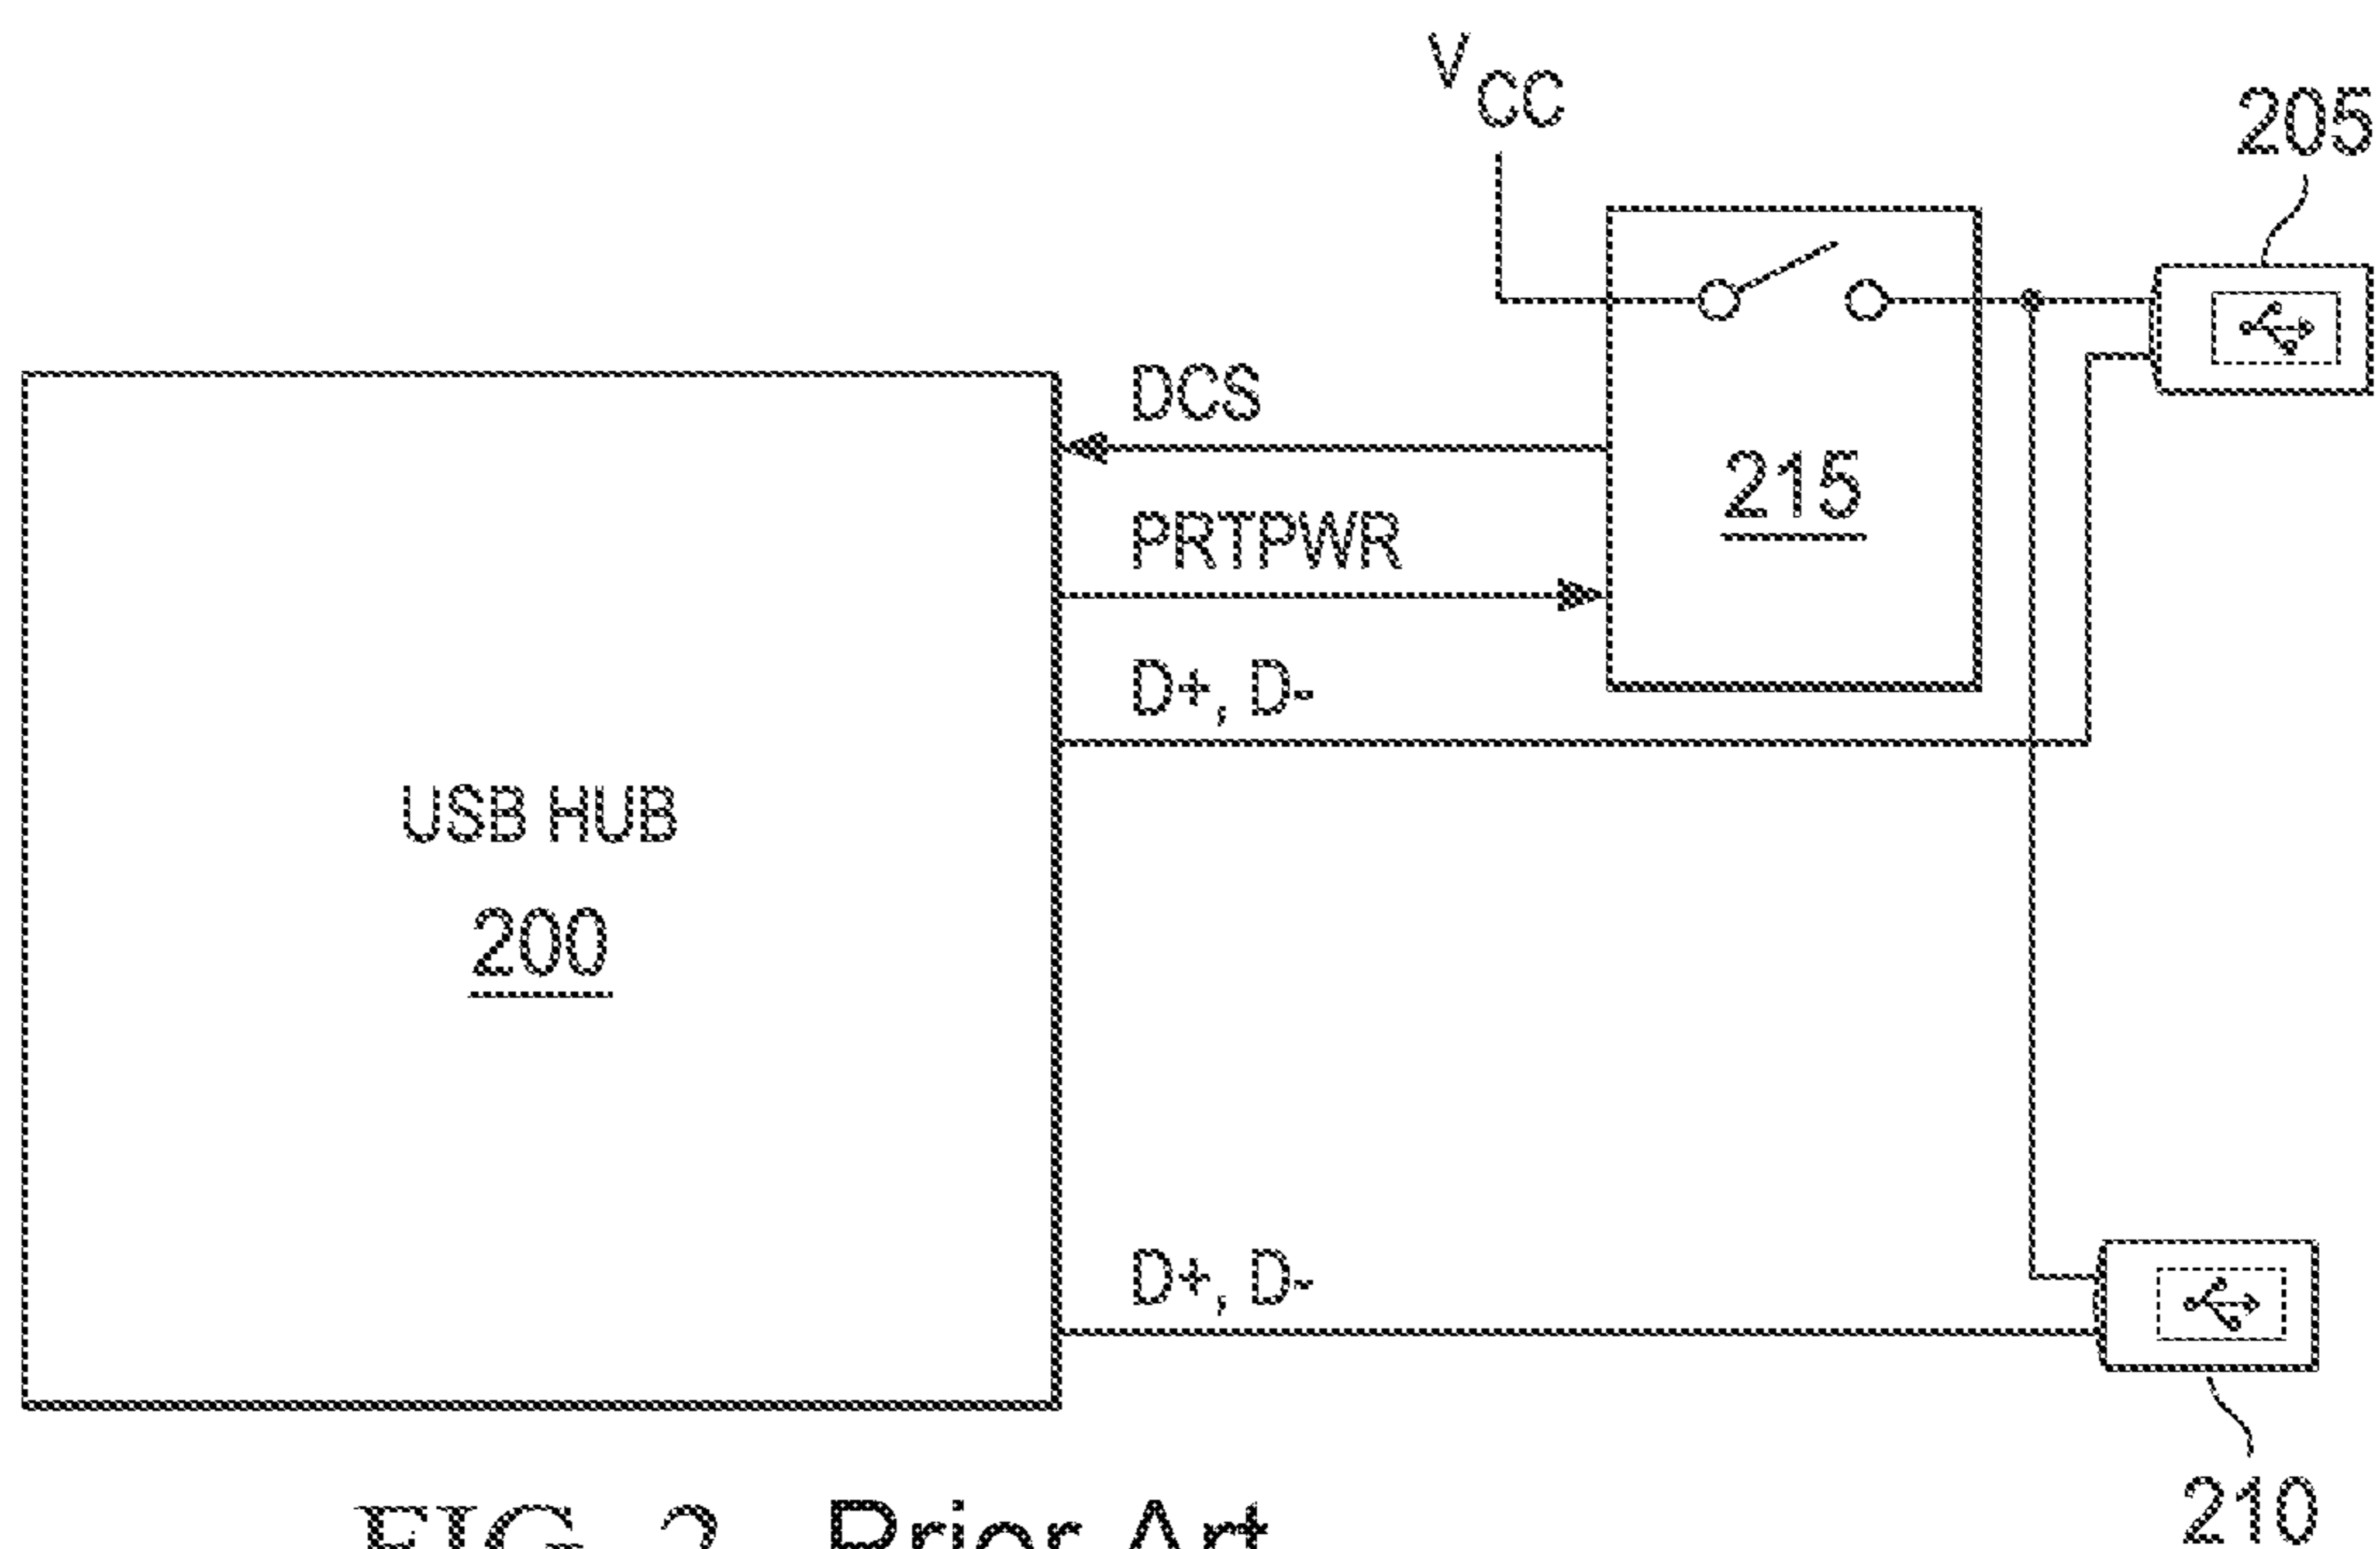 VCC
205
DCS
215
PRTPWR
D+, D-
USB HUB
200
D+, D-
210
FIG. 2 Prior Art